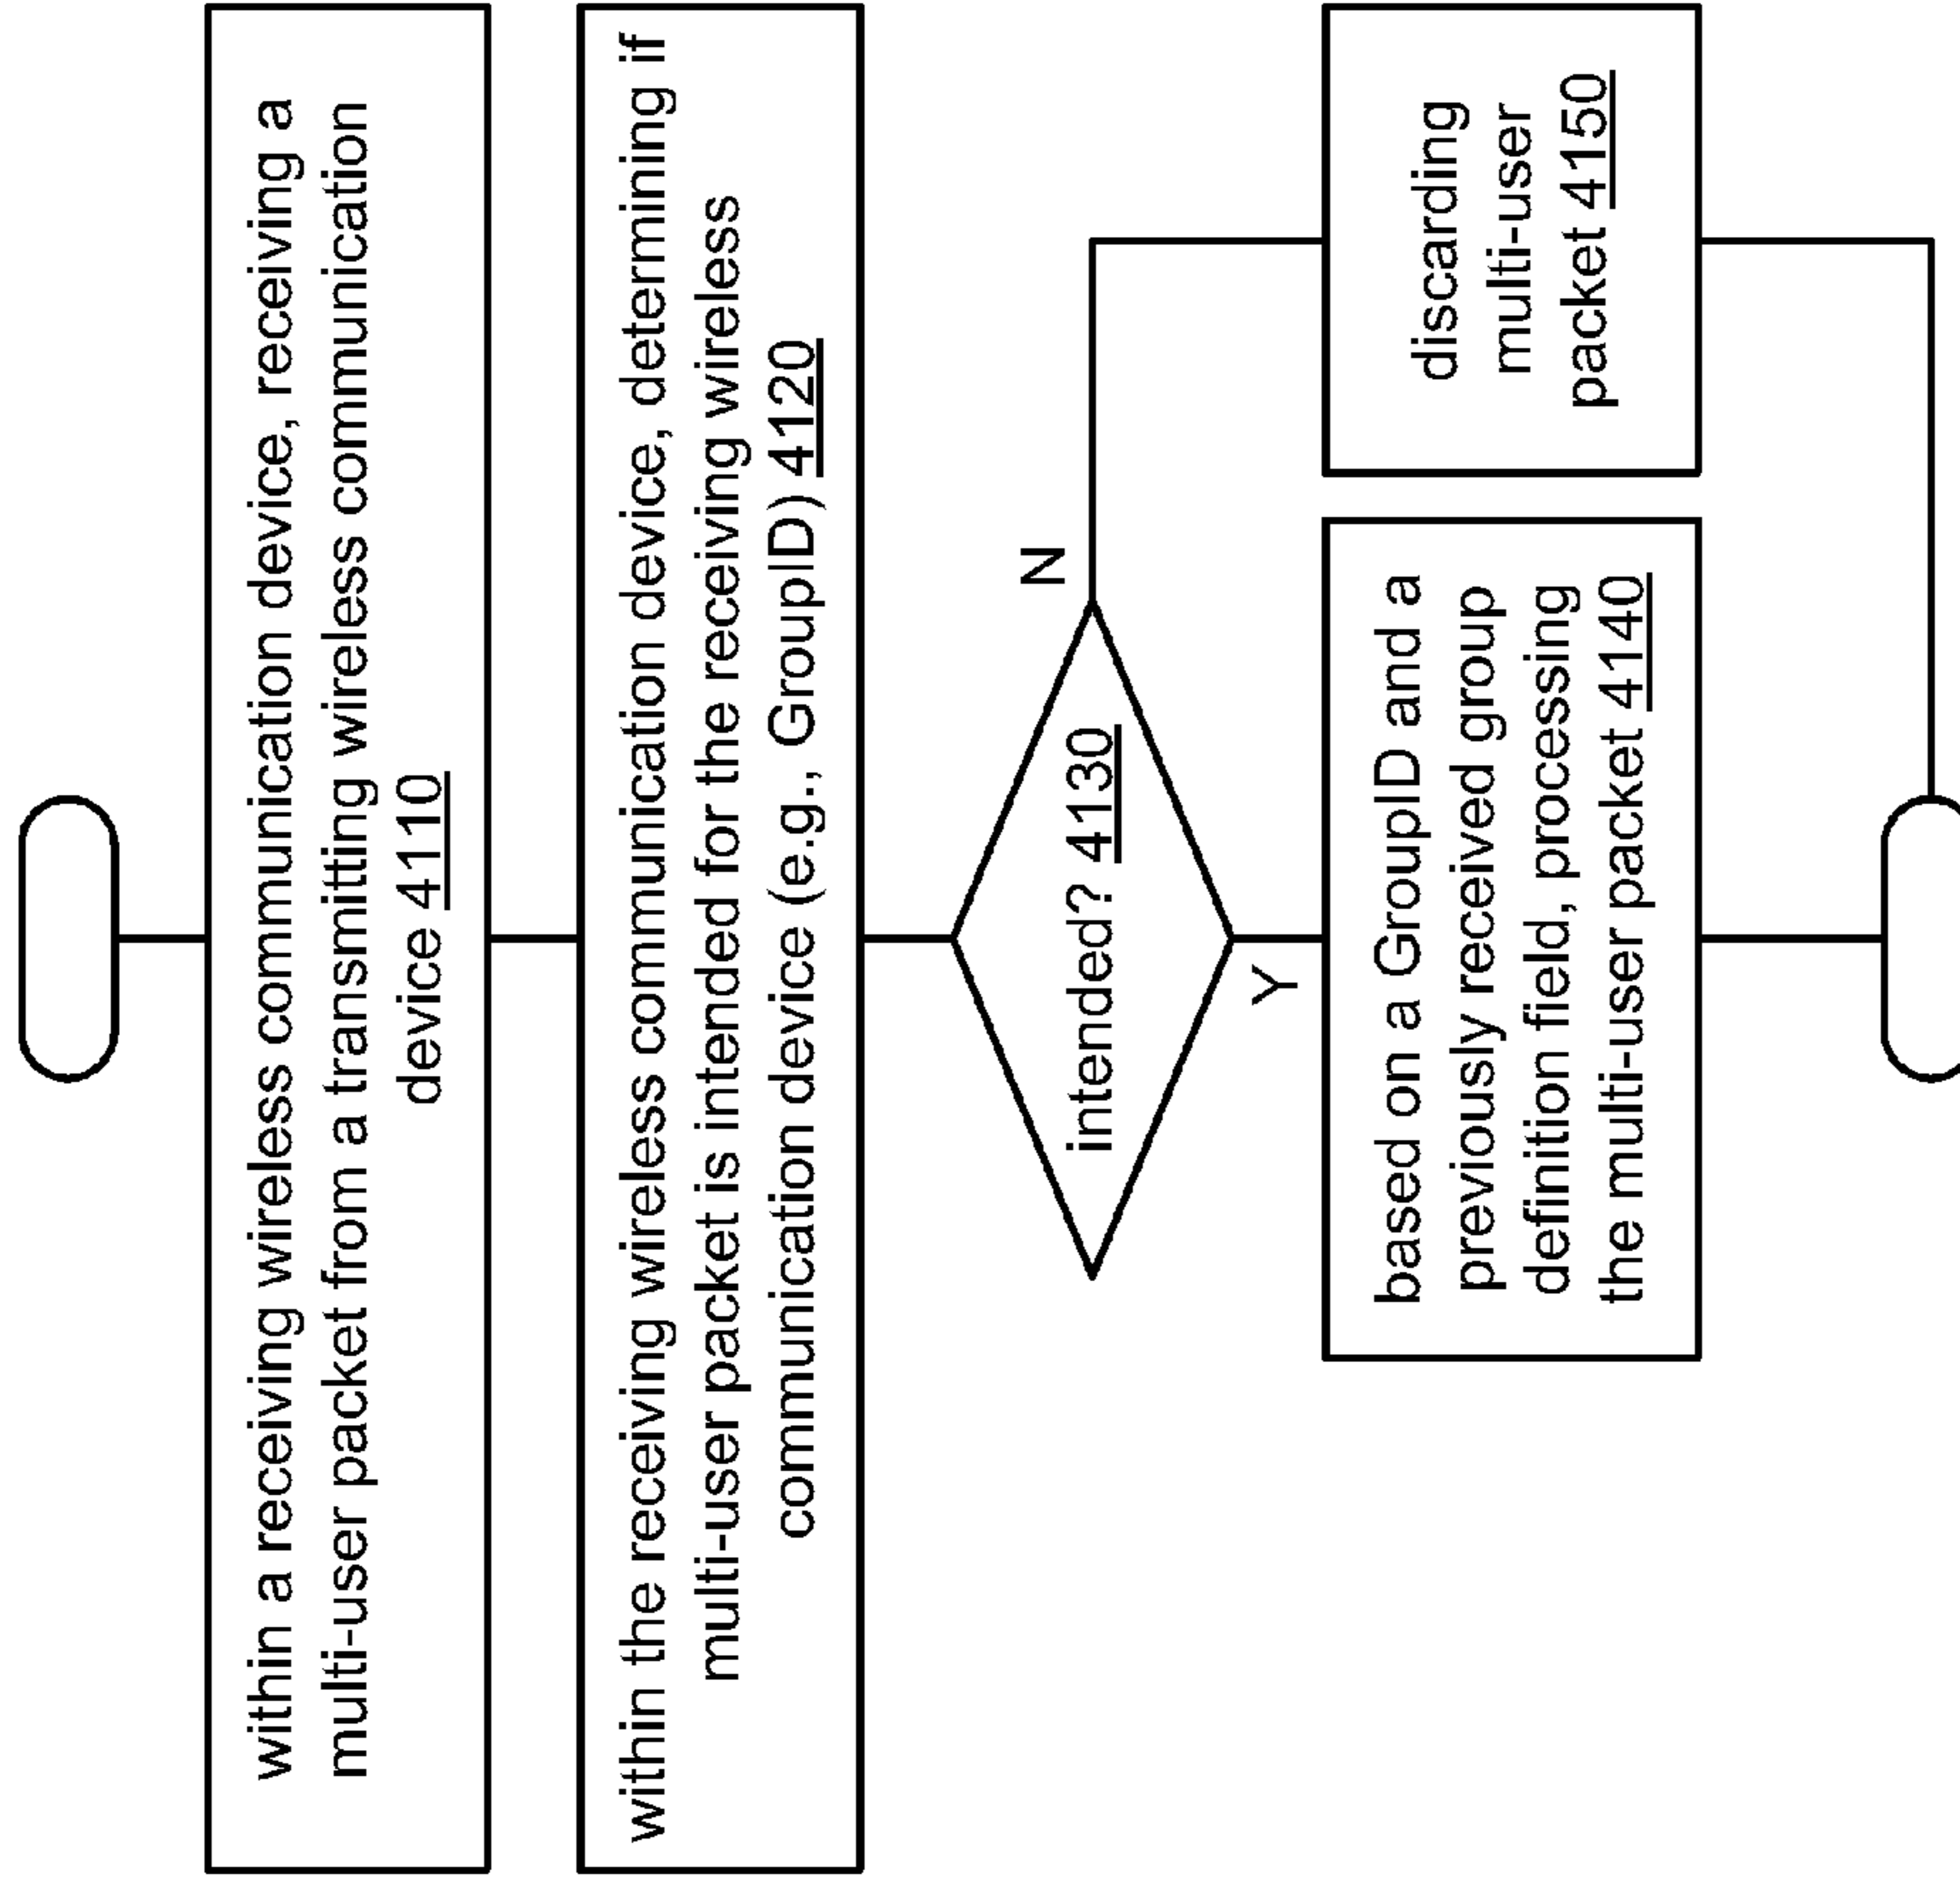 within a receiving wireless communication device, receiving a
multi-user packet from a transmitting wireless communication
device 4110
within the receiving wireless communication device, determining if
multi-user packet is intended for the receiving wireless
communication device (e.g., GroupID) 4120
intended? 4130
N
Y
based on a GroupID and a
previously received group
definition field, processing
the multi-user packet 4140
discarding
multi-user
packet 4150